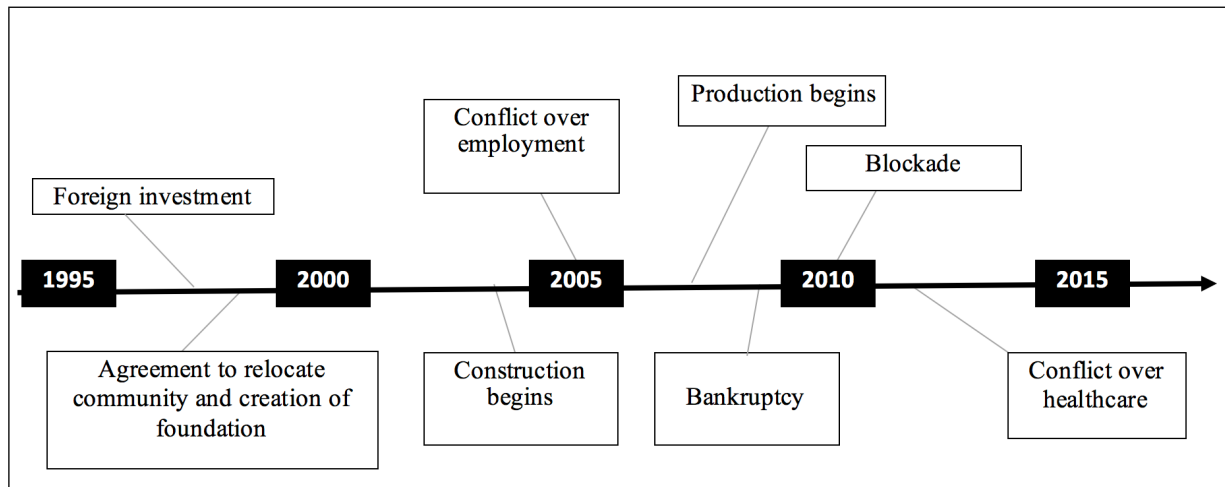 Production begins
Conflict over
employment
Blockade
Foreign investment
1995
2000
2005
2010
2015
Agreement to relocate
community and creation of
foundation
Construction
begins
Bankruptcy
Conflict over
healthcare